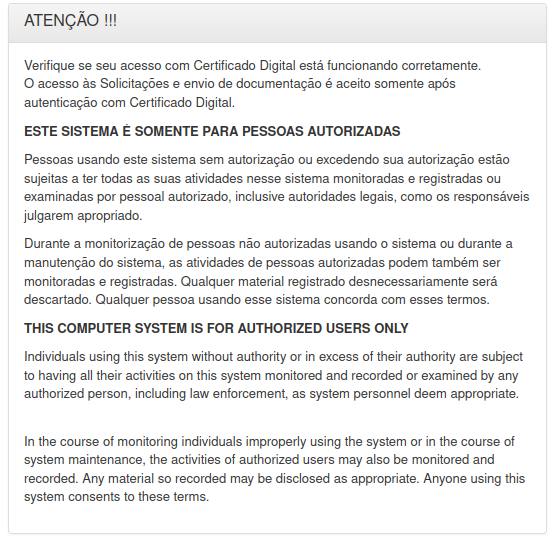 ATENÇÃO !!!
Verifique se seu acesso com Certificado Digital está funcionando corretamente.
O acesso às Solicitações e envio de documentação é aceito somente após
autenticação com Certificado Digital.
ESTE SISTEMA É SOMENTE PARA PESSOAS AUTORIZADAS
Pessoas usando este sistema sem autorização ou excedendo sua autorização estão
sujeitas a ter todas as suas atividades nesse sistema monitoradas e registradas ou
examinadas por pessoal autorizado, inclusive autoridades legais, como os responsáveis
julgarem apropriado.
Durante a monitorização de pessoas não autorizadas usando o sistema ou durante a
manutenção do sistema, as atividades de pessoas autorizadas podem também ser
monitoradas e registradas. Qualquer material registrado desnecessariamente será
descartado. Qualquer pessoa usando esse sistema concorda com esses termos.
THIS COMPUTER SYSTEM IS FOR AUTHORIZED USERS ONLY
Individuals using this system without authority or in excess of their authority are subject
to having all their activities on this system monitored and recorded or examined by any
authorized person, including law enforcement, as system personnel deem appropriate.
In the course of monitoring individuals improperly using the system or in the course of
system maintenance, the activities of authorized users may also be monitored and
recorded. Any material so recorded may be disclosed as appropriate. Anyone using this
system consents to these terms.